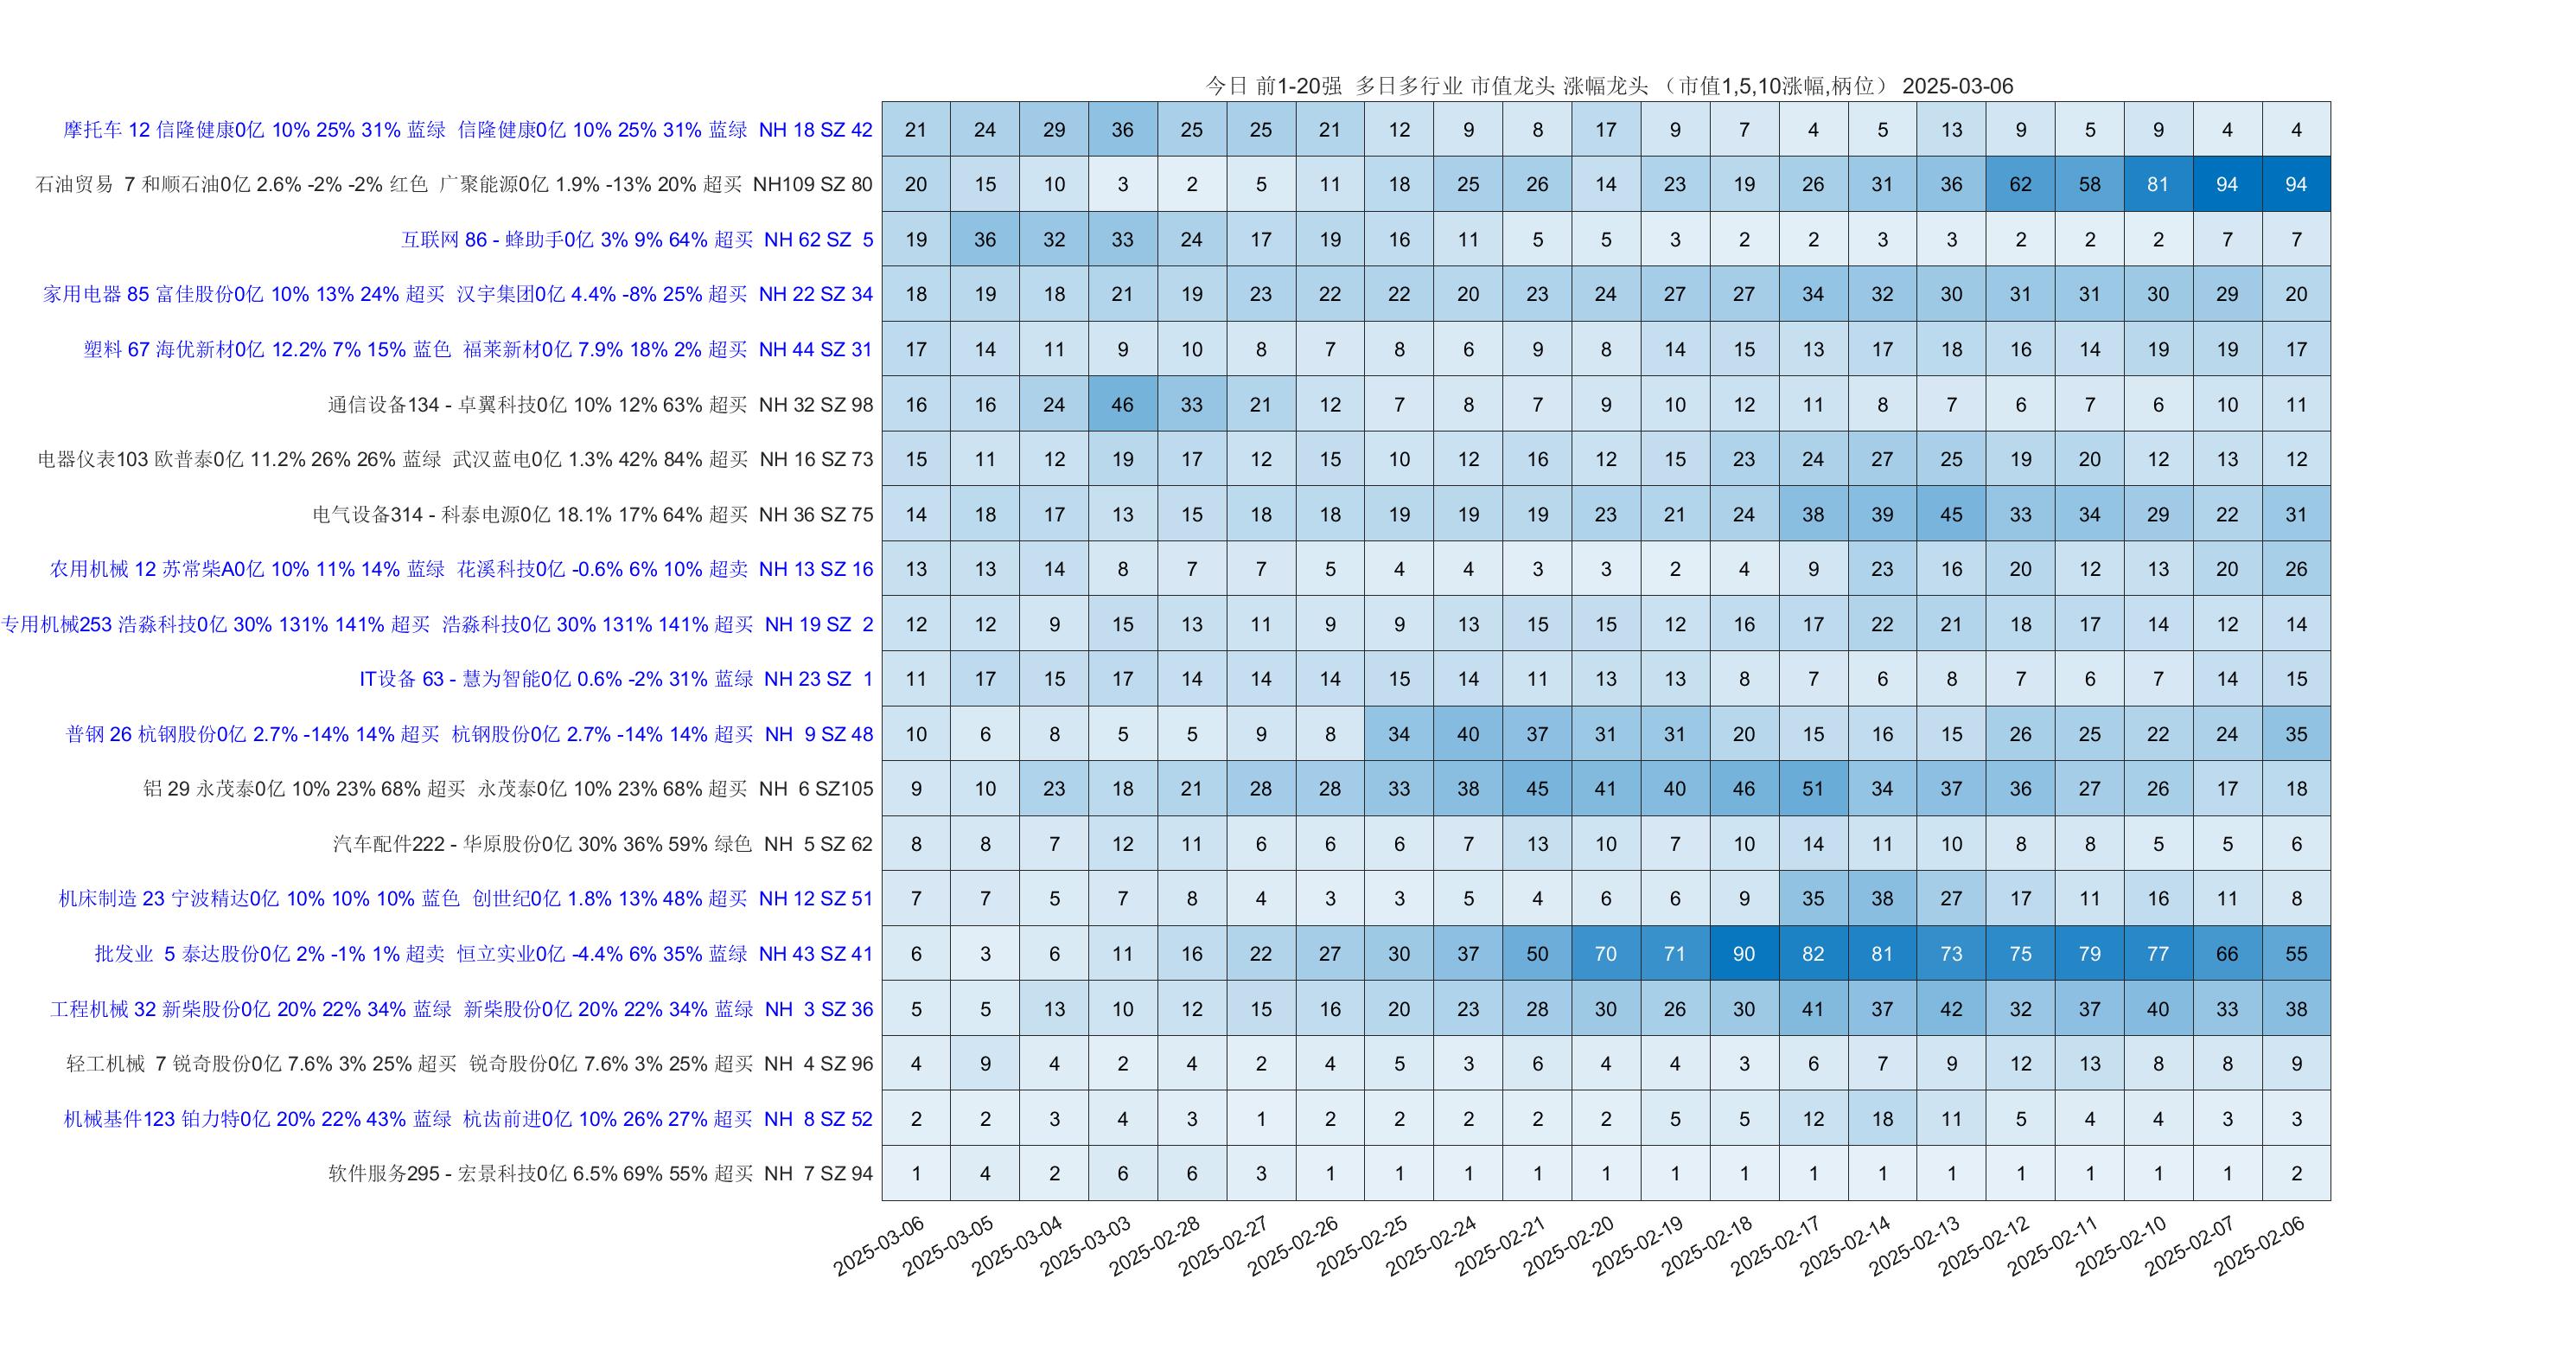 今日 前1-20强 多日多行业 市值龙头 涨幅龙头 （市值1,5,10涨幅,柄位） 2025-03-06
摩托车 12 信隆健康0亿 10% 25% 31% 蓝绿 信隆健康0亿 10% 25% 31% 蓝绿 NH 18 SZ 42 21 24 29 36 25 25 21 12 9 8 17 9 7 4 5 13 9 5 9 4 4
石油贸易 7 和顺石油0亿 2.6% -2% -2% 红色 广聚能源0亿 1.9% -13% 20% 超买 NH109 SZ 80 20 15 10 3 2 5 11 18 25 26 14 23 19 26 31 36 62 58 81 94 94
互联网 86 - 蜂助手0亿 3% 9% 64% 超买 NH 62 SZ 5 19 36 32 33 24 17 19 16 11 5 5 3 2 2 3 3 2 2 2 7 7
家用电器 85 富佳股份0亿 10% 13% 24% 超买 汉宇集团0亿 4.4% -8% 25% 超买 NH 22 SZ 34 18 19 18 21 19 23 22 22 20 23 24 27 27 34 32 30 31 31 30 29 20
塑料 67 海优新材0亿 12.2% 7% 15% 蓝色 福莱新材0亿 7.9% 18% 2% 超买 NH 44 SZ 31 17 14 11 9 10 8 7 8 6 9 8 14 15 13 17 18 16 14 19 19 17
通信设备134 - 卓翼科技0亿 10% 12% 63% 超买 NH 32 SZ 98 16 16 24 46 33 21 12 7 8 7 9 10 12 11 8 7 6 7 6 10 11
电器仪表103 欧普泰0亿 11.2% 26% 26% 蓝绿 武汉蓝电0亿 1.3% 42% 84% 超买 NH 16 SZ 73 15 11 12 19 17 12 15 10 12 16 12 15 23 24 27 25 19 20 12 13 12
电气设备314 - 科泰电源0亿 18.1% 17% 64% 超买 NH 36 SZ 75 14 18 17 13 15 18 18 19 19 19 23 21 24 38 39 45 33 34 29 22 31
农用机械 12 苏常柴A0亿 10% 11% 14% 蓝绿 花溪科技0亿 -0.6% 6% 10% 超卖 NH 13 SZ 16 13 13 14 8 7 7 5 4 4 3 3 2 4 9 23 16 20 12 13 20 26
专用机械253 浩淼科技0亿 30% 131% 141% 超买 浩淼科技0亿 30% 131% 141% 超买 NH 19 SZ 2 12 12 9 15 13 11 9 9 13 15 15 12 16 17 22 21 18 17 14 12 14
IT设备 63 - 慧为智能0亿 0.6% -2% 31% 蓝绿 NH 23 SZ 1 11 17 15 17 14 14 14 15 14 11 13 13 8 7 6 8 7 6 7 14 15
普钢 26 杭钢股份0亿 2.7% -14% 14% 超买 杭钢股份0亿 2.7% -14% 14% 超买 NH 9 SZ 48 10 6 8 5 5 9 8 34 40 37 31 31 20 15 16 15 26 25 22 24 35
铝 29 永茂泰0亿 10% 23% 68% 超买 永茂泰0亿 10% 23% 68% 超买 NH 6 SZ105 9 10 23 18 21 28 28 33 38 45 41 40 46 51 34 37 36 27 26 17 18
汽车配件222 - 华原股份0亿 30% 36% 59% 绿色 NH 5 SZ 62 8 8 7 12 11 6 6 6 7 13 10 7 10 14 11 10 8 8 5 5 6
机床制造 23 宁波精达0亿 10% 10% 10% 蓝色 创世纪0亿 1.8% 13% 48% 超买 NH 12 SZ 51 7 7 5 7 8 4 3 3 5 4 6 6 9 35 38 27 17 11 16 11 8
批发业 5 泰达股份0亿 2% -1% 1% 超卖 恒立实业0亿 -4.4% 6% 35% 蓝绿 NH 43 SZ 41 6 3 6 11 16 22 27 30 37 50 70 71 90 82 81 73 75 79 77 66 55
工程机械 32 新柴股份0亿 20% 22% 34% 蓝绿 新柴股份0亿 20% 22% 34% 蓝绿 NH 3 SZ 36 5 5 13 10 12 15 16 20 23 28 30 26 30 41 37 42 32 37 40 33 38
轻工机械 7 锐奇股份0亿 7.6% 3% 25% 超买 锐奇股份0亿 7.6% 3% 25% 超买 NH 4 SZ 96 4 9 4 2 4 2 4 5 3 6 4 4 3 6 7 9 12 13 8 8 9
机械基件123 铂力特0亿 20% 22% 43% 蓝绿 杭齿前进0亿 10% 26% 27% 超买 NH 8 SZ 52 2 2 3 4 3 1 2 2 2 2 2 5 5 12 18 11 5 4 4 3 3
软件服务295 - 宏景科技0亿 6.5% 69% 55% 超买 NH 7 SZ 94 1 4 2 6 6 3 1 1 1 1 1 1 1 1 1 1 1 1 1 1 2
2025-03-06 2025-03-05 2025-03-04 2025-03-03 2025-02-28 2025-02-27 2025-02-26 2025-02-25 2025-02-24 2025-02-21 2025-02-20 2025-02-19 2025-02-18 2025-02-17 2025-02-14 2025-02-13 2025-02-12 2025-02-11 2025-02-10 2025-02-07 2025-02-06